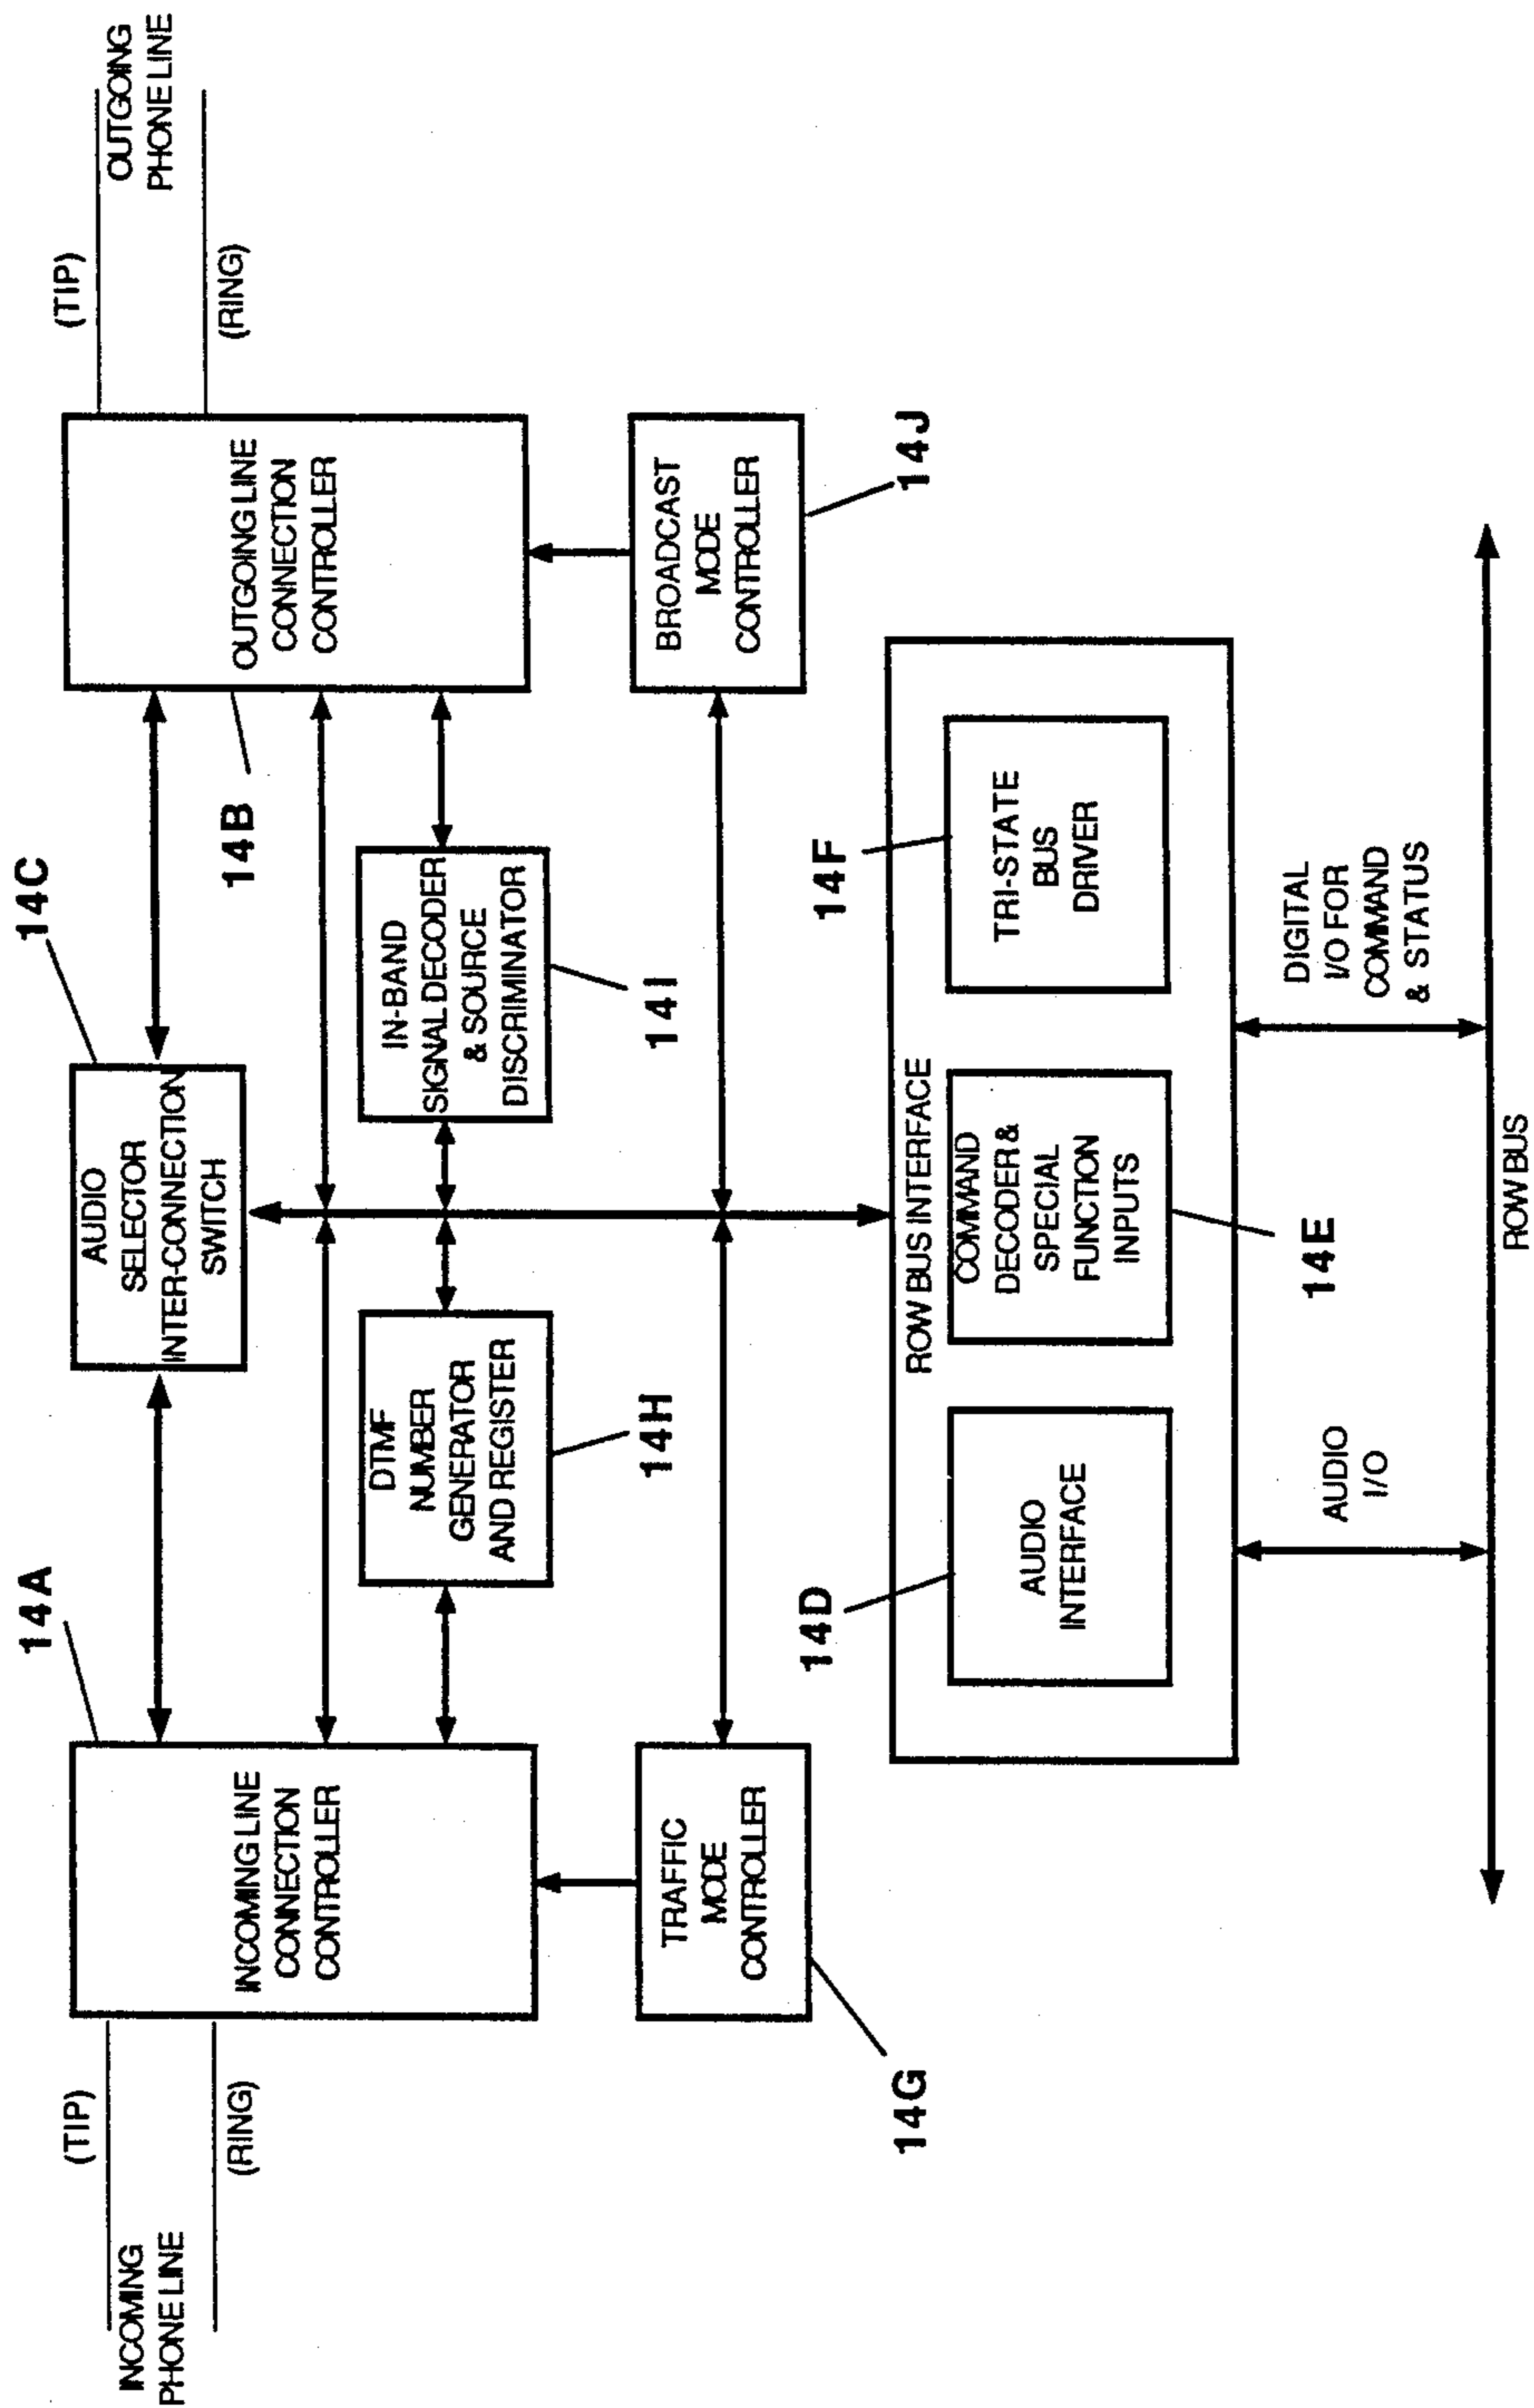 INCOMING
PHONE LINE
(TIP)
(RING)
14A
INCOMING LINE
CONNECTION
CONTROLLER
14C
AUDIO
SELECTOR
INTER-CONNECTION
SWITCH
14B
OUTGOING LINE
CONNECTION
CONTROLLER
(TIP)
(RING)
OUTGOING
PHONE LINE
DTMF
NUMBER
GENERATOR
AND REGISTER
14H
IN-BAND
SIGNAL DECODER
& SOURCE
DISCRIMINATOR
14I
TRAFFIC
MODE
CONTROLLER
14G
BROADCAST
MODE
CONTROLLER
14J
ROW BUS INTERFACE
14D
AUDIO
INTERFACE
COMMAND
DECODER &
SPECIAL
FUNCTION
INPUTS
14E
14F
TRI-STATE
BUS
DRIVER
AUDIO
I/O
DIGITAL
I/O FOR
COMMAND
& STATUS
ROW BUS